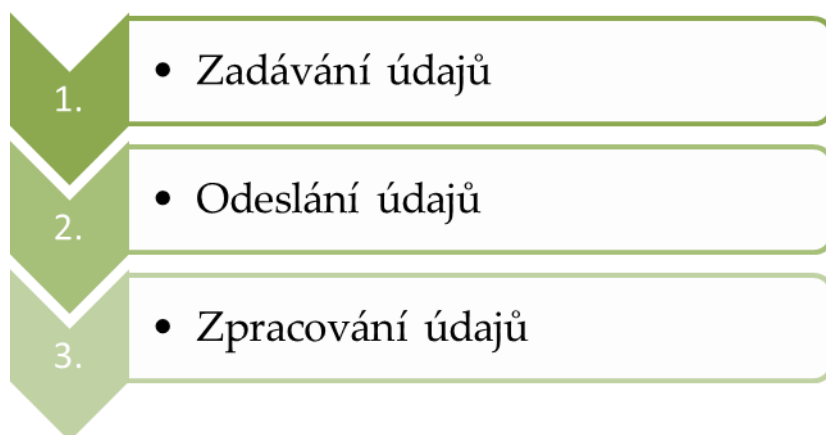 1.
• Zadávání údajů
2.
• Odeslání údajů
3.
• Zpracování údajů